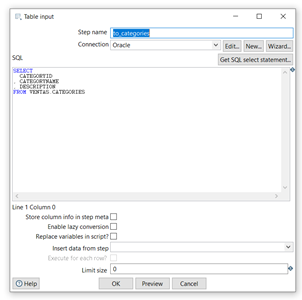 Table input
Step name to_categories
Connection Oracle Edit... New... Wizard...
SQL Get SQL select statement...
SELECT
CATEGORYID
, CATEGORYNAME
, DESCRIPTION
FROM VENTAS.CATEGORIES
Line 1 Column 0
Store column info in step meta
Enable lazy conversion
Replace variables in script?
Insert data from step
Execute for each row?
Limit size 0
Help OK Preview Cancel